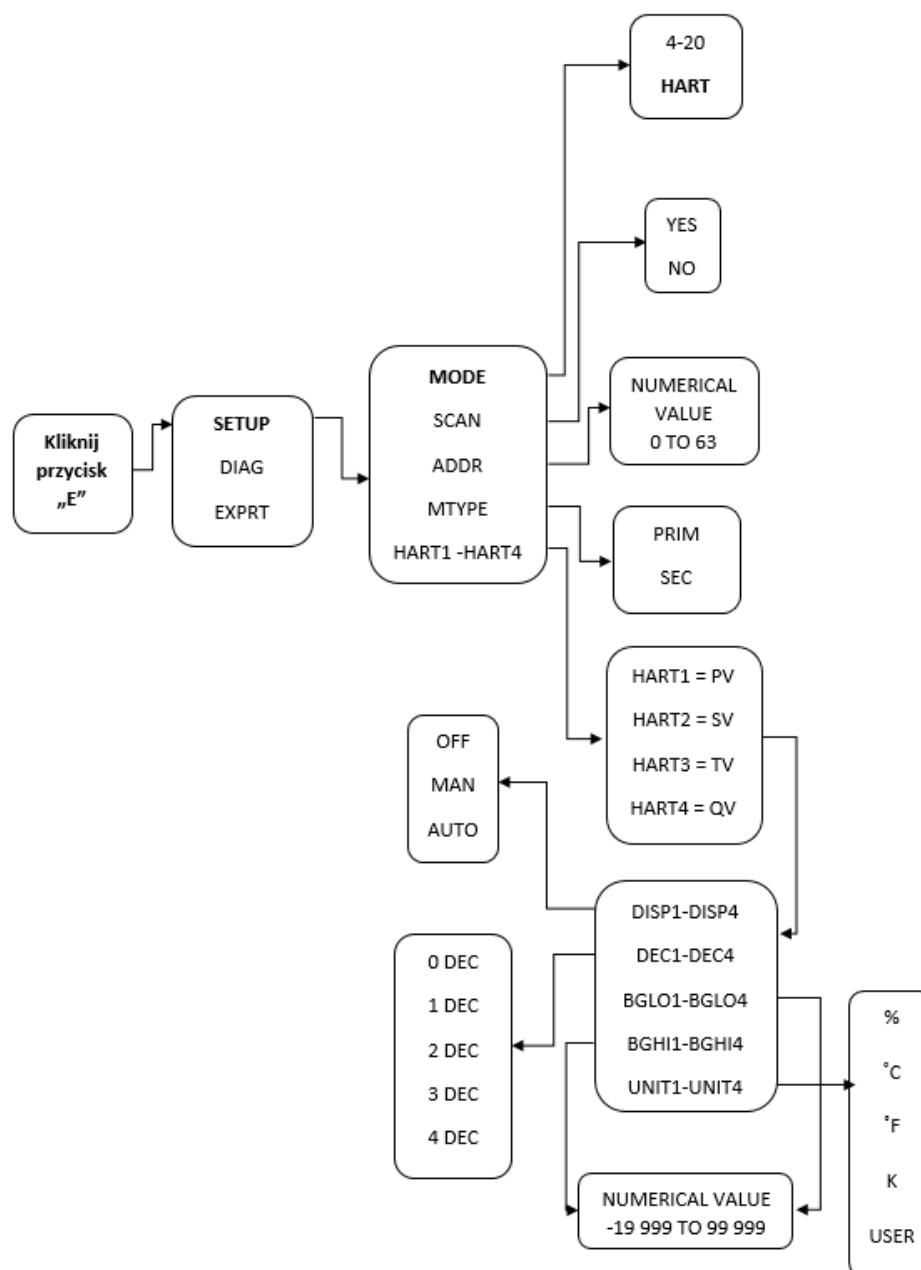 4-20
HART
YES
NO
NUMERICAL
VALUE
0 TO 63
MODE
SCAN
ADDR
MTYPE
HART1 -HART4
SETUP
DIAG
EXPRT
Kliknij
przycisk
„E”
PRIM
SEC
HART1 = PV
HART2 = SV
HART3 = TV
HART4 = QV
OFF
MAN
AUTO
DISP1-DISP4
DEC1-DEC4
BGLO1-BGLO4
BGHI1-BGHI4
UNIT1-UNIT4
0 DEC
1 DEC
2 DEC
3 DEC
4 DEC
%
°C
°F
K
USER
NUMERICAL VALUE
-19 999 TO 99 999